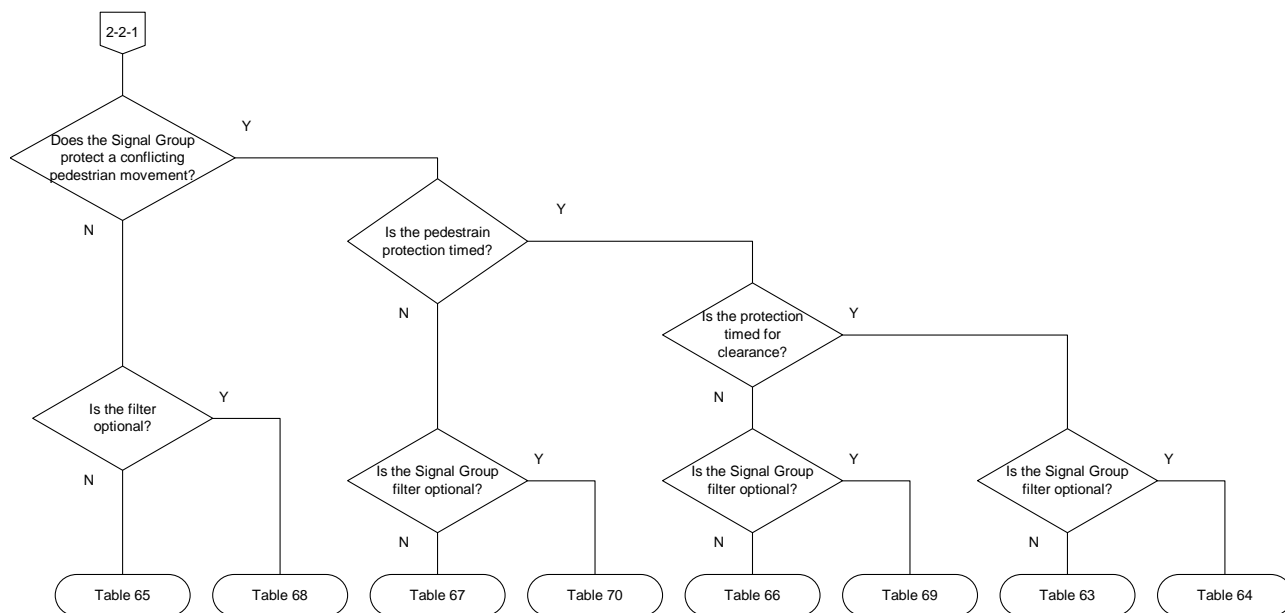 2-2-1
Does the Signal Group
protect a conflicting
pedestrian movement?
Y
N
Is the pedestrain
protection timed?
Y
N
Is the protection
timed for
clearance?
Y
N
Is the filter
optional?
Y
N
Is the Signal Group
filter optional?
Y
N
Is the Signal Group
filter optional?
Y
N
Is the Signal Group
filter optional?
Y
N
Table 65
Table 68
Table 67
Table 70
Table 66
Table 69
Table 63
Table 64